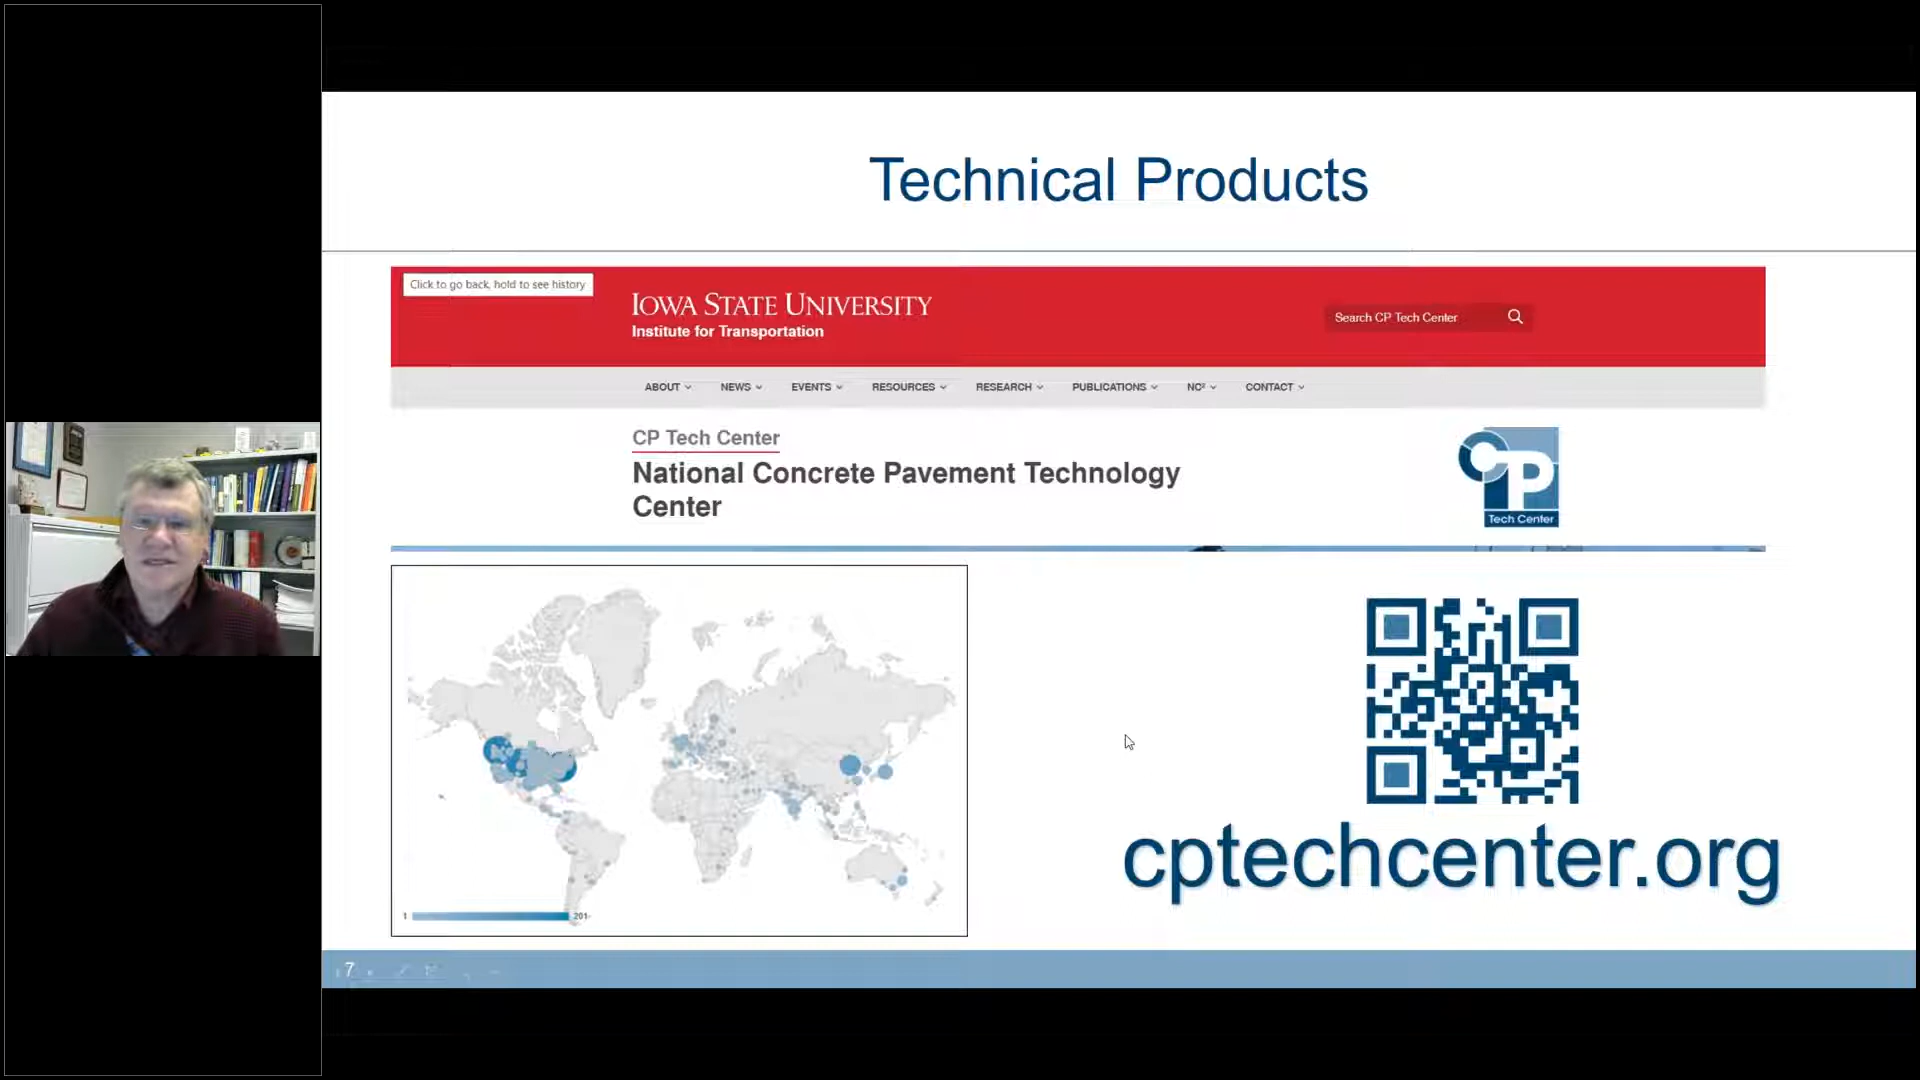 Technical Products
Click to go back, hold to see history
IOWA STATE UNIVERSITY
Institute for Transportation
Search CP Tech Center
ABOUT NEWS EVENTS RESOURCES RESEARCH PUBLICATIONS NC² CONTACT
CP Tech Center
National Concrete Pavement Technology
Center
CP
Tech Center
1 201
cptechcenter.org
7